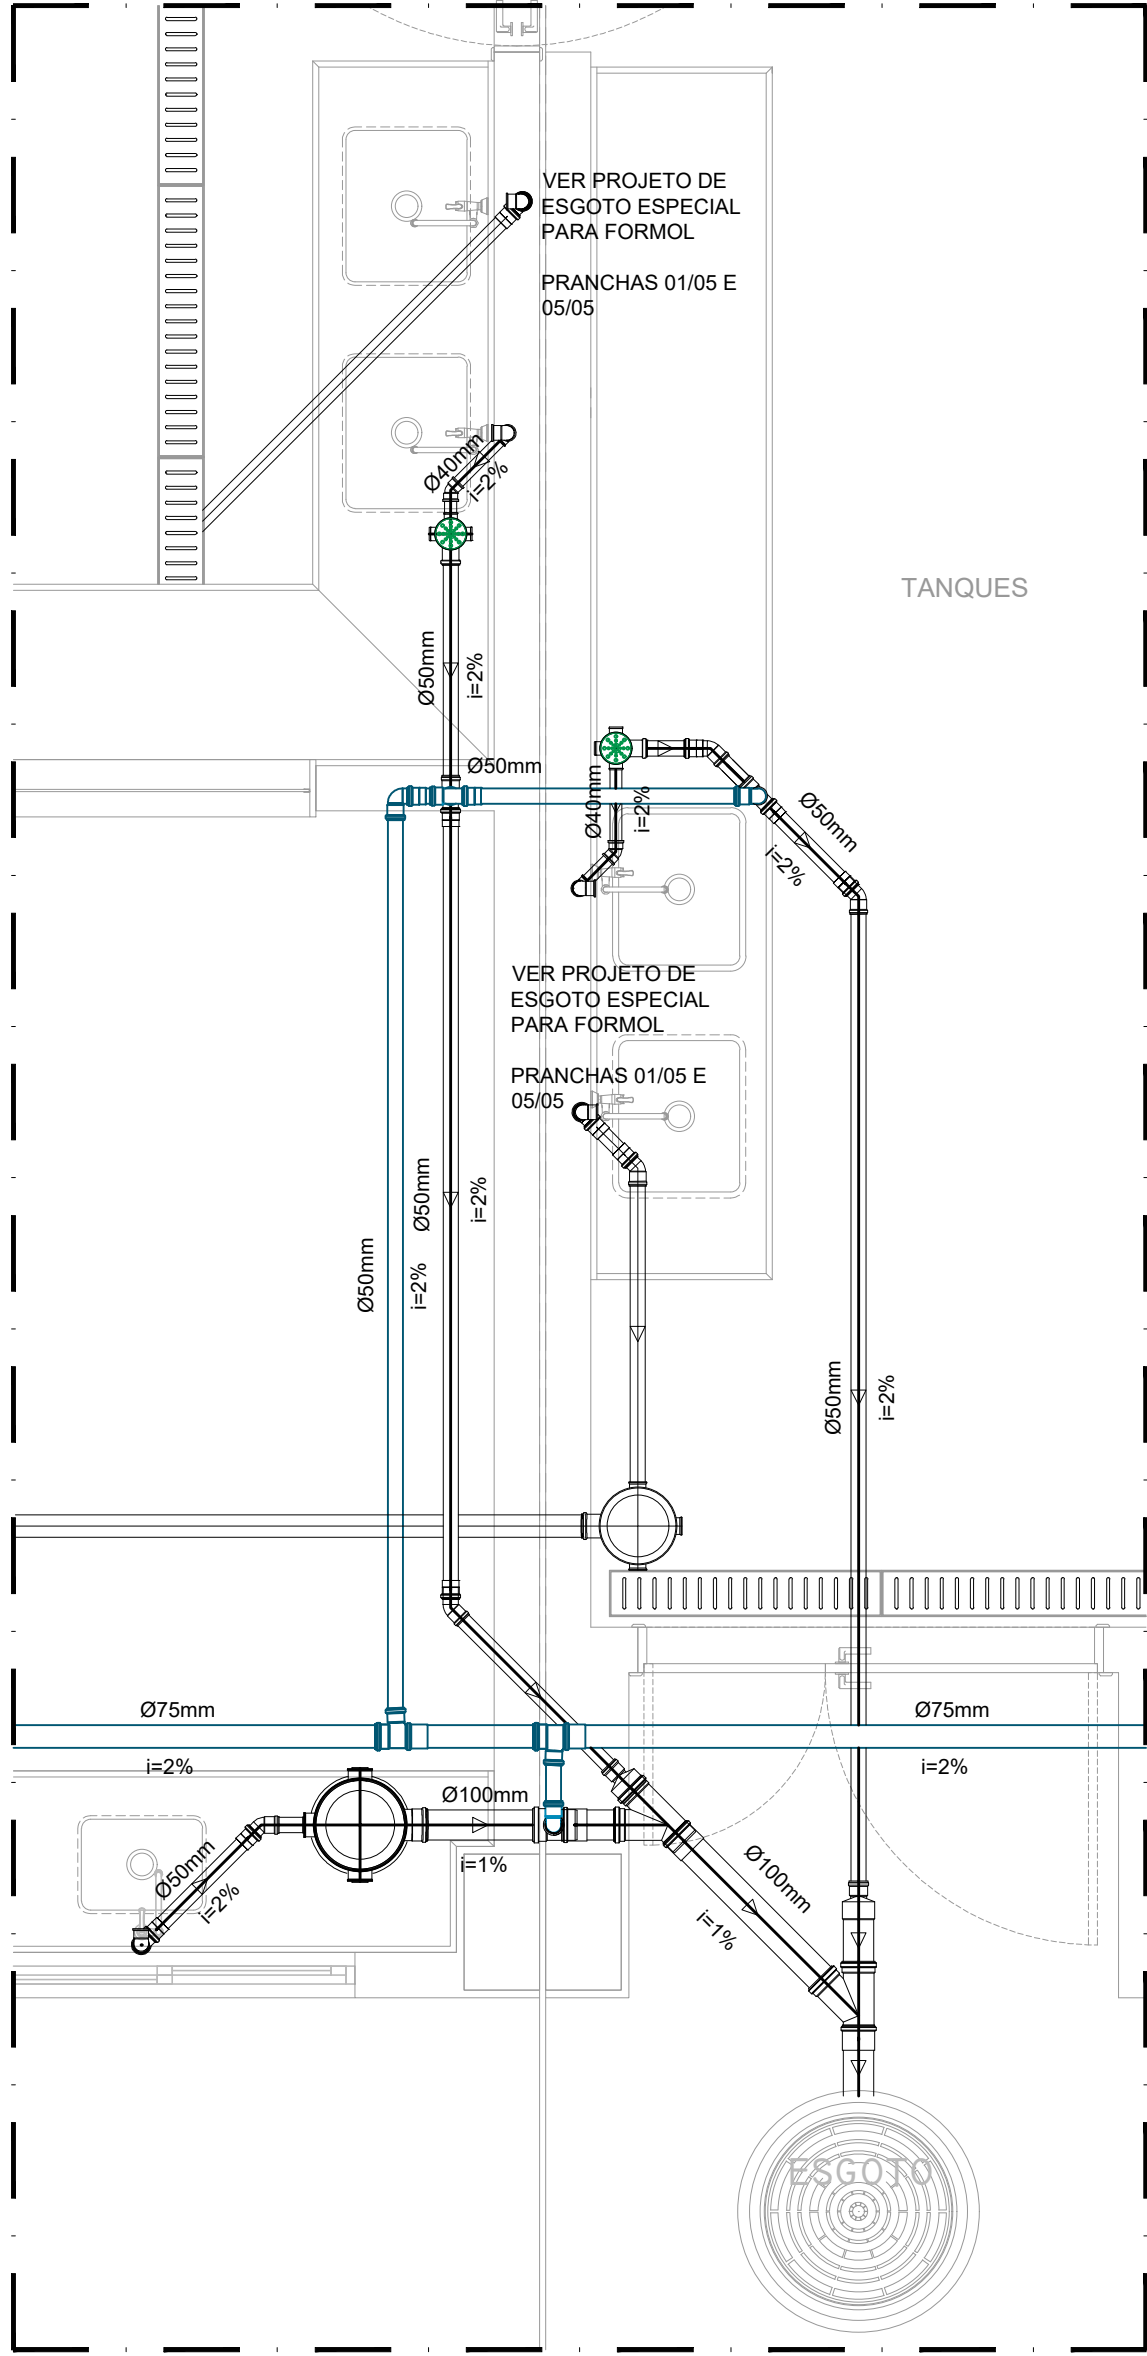 VER PROJETO DE
ESGOTO ESPECIAL
PARA FORMOL
PRANCHAS 01/05 E
05/05
Ø40mm
i=2%
TANQUES
Ø50mm
i=2%
Ø50mm
Ø40mm
i=2%
Ø50mm
i=2%
VER PROJETO DE
ESGOTO ESPECIAL
PARA FORMOL
PRANCHAS 01/05 E
05/05
Ø50mm
i=2%
Ø50mm
i=2%
Ø50mm
i=2%
Ø75mm
i=2%
Ø75mm
i=2%
Ø100mm
i=1%
Ø50mm
i=2%
Ø100mm
i=1%
ESGOTO